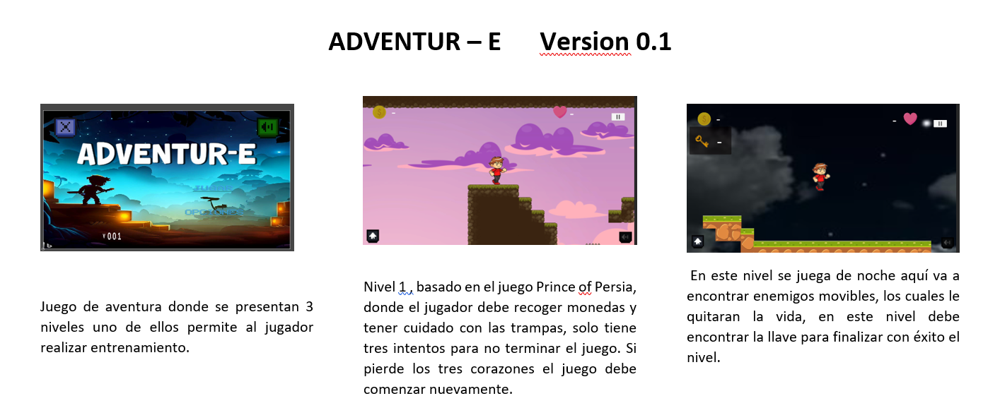 ADVENTUR – E Version 0.1
ADVENTUR-E
JUGAR
OPCIONES
V 001
Juego de aventura donde se presentan 3
niveles uno de ellos permite al jugador
realizar entrenamiento.
Nivel 1 , basado en el juego Prince of Persia,
donde el jugador debe recoger monedas y
tener cuidado con las trampas, solo tiene
tres intentos para no terminar el juego. Si
pierde los tres corazones el juego debe
comenzar nuevamente.
En este nivel se juega de noche aquí va a
encontrar enemigos movibles, los cuales le
quitaran la vida, en este nivel debe
encontrar la llave para finalizar con éxito el
nivel.